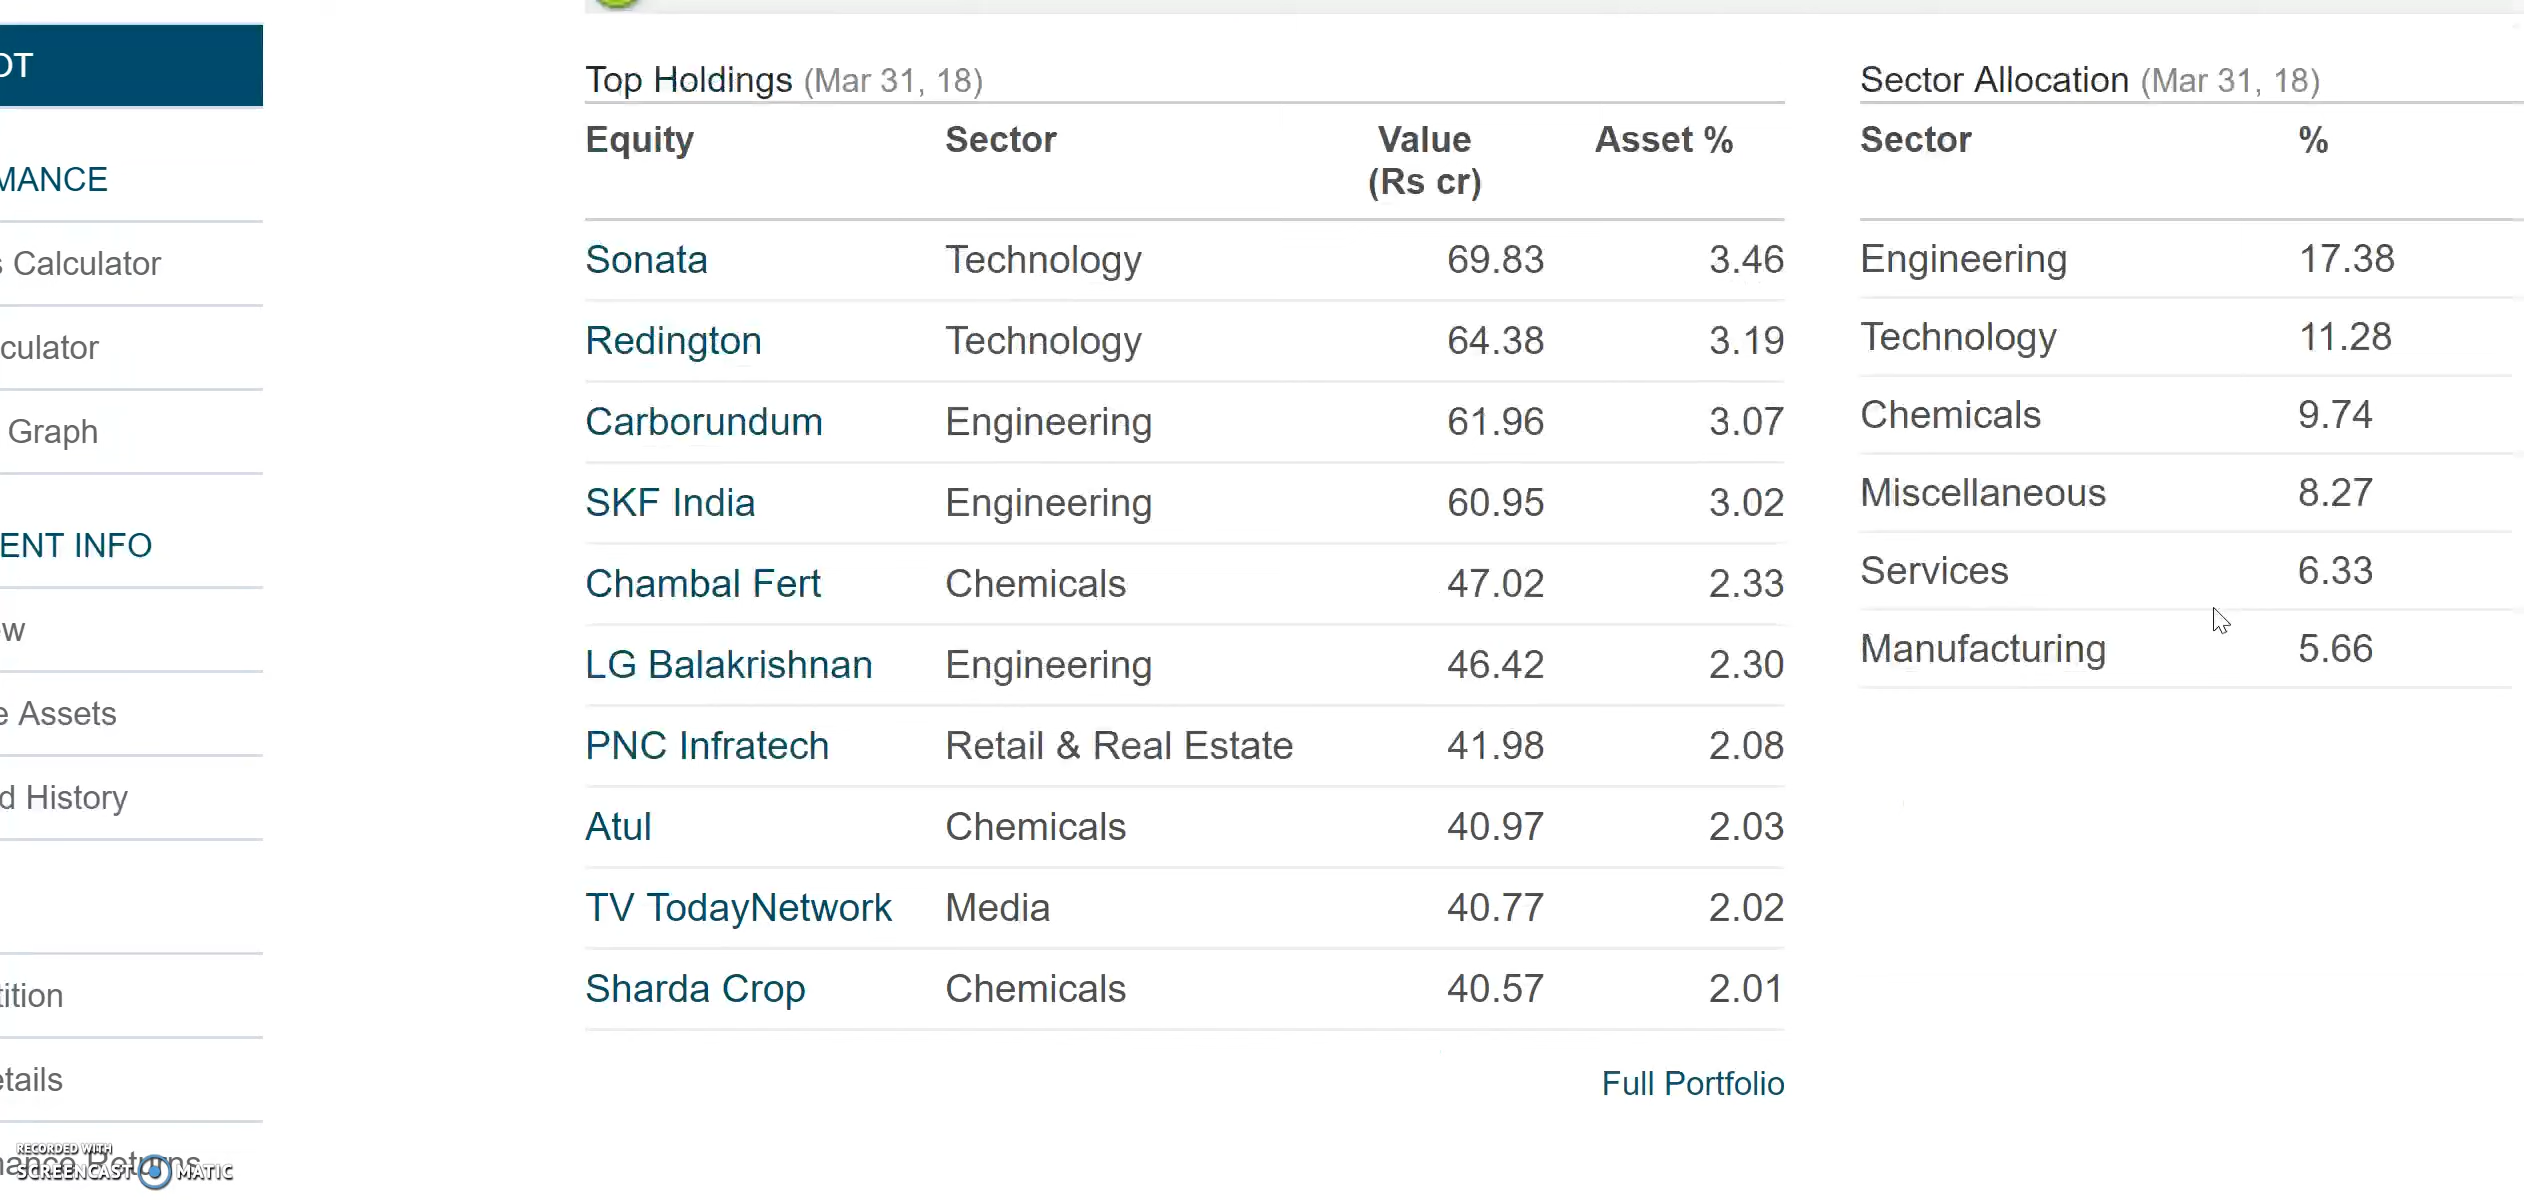 OT
MANCE
s Calculator
culator
Graph
ENT INFO
ew
e Assets
d History
tition
etails
mance Returns
Top Holdings (Mar 31, 18)
Equity Sector Value (Rs cr) Asset %
Sonata Technology 69.83 3.46
Redington Technology 64.38 3.19
Carborundum Engineering 61.96 3.07
SKF India Engineering 60.95 3.02
Chambal Fert Chemicals 47.02 2.33
LG Balakrishnan Engineering 46.42 2.30
PNC Infratech Retail & Real Estate 41.98 2.08
Atul Chemicals 40.97 2.03
TV TodayNetwork Media 40.77 2.02
Sharda Crop Chemicals 40.57 2.01
Full Portfolio
Sector Allocation (Mar 31, 18)
Sector %
Engineering 17.38
Technology 11.28
Chemicals 9.74
Miscellaneous 8.27
Services 6.33
Manufacturing 5.66
RECORDED WITH
SCREENCAST MATIC